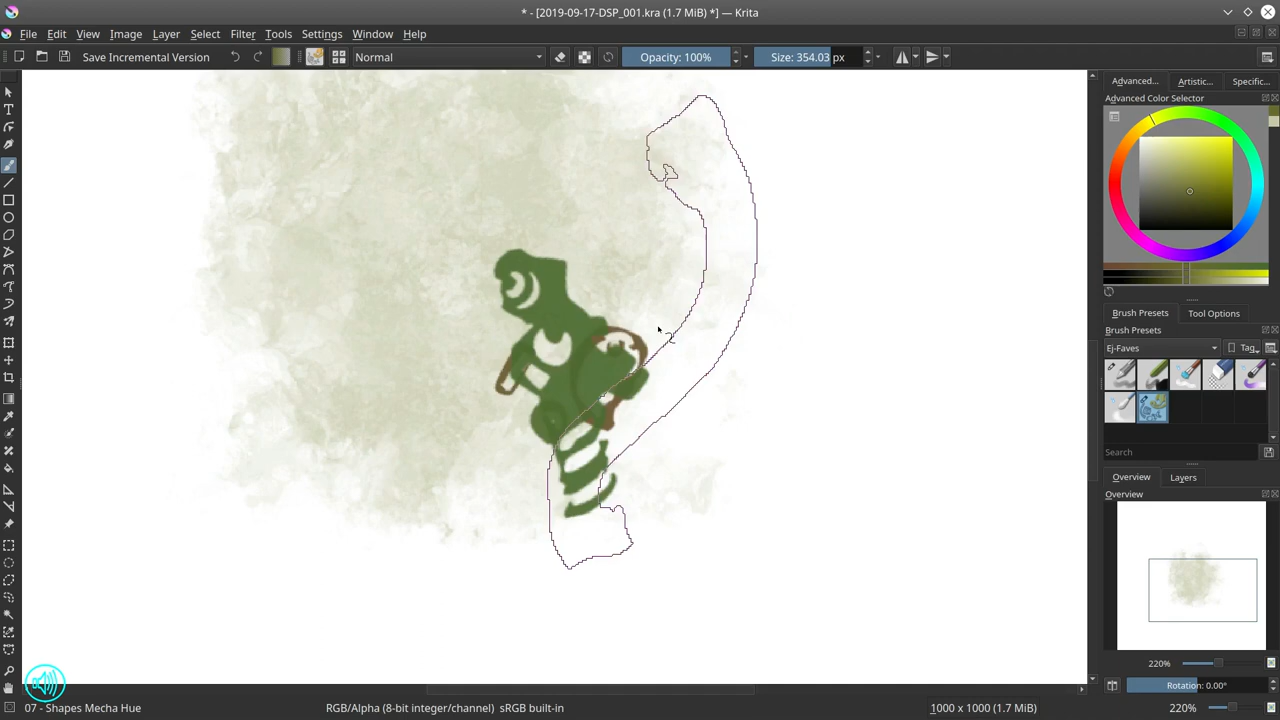 * - [2019-09-17-DSP_001.kra (1.7 MiB) *] — Krita
File Edit View Image Layer Select Filter Tools Settings Window Help
Save Incremental Version Normal Opacity: 100% Size: 354.03 px
Advanced... Artistic... Specific...
Advanced Color Selector
Brush Presets Tool Options
Brush Presets
Ej-Faves Tag
Search
Overview Layers
Overview
220%
Rotation: 0.00°
07 - Shapes Mecha Hue RGB/Alpha (8-bit integer/channel) sRGB built-in 1000 x 1000 (1.7 MiB) 220%